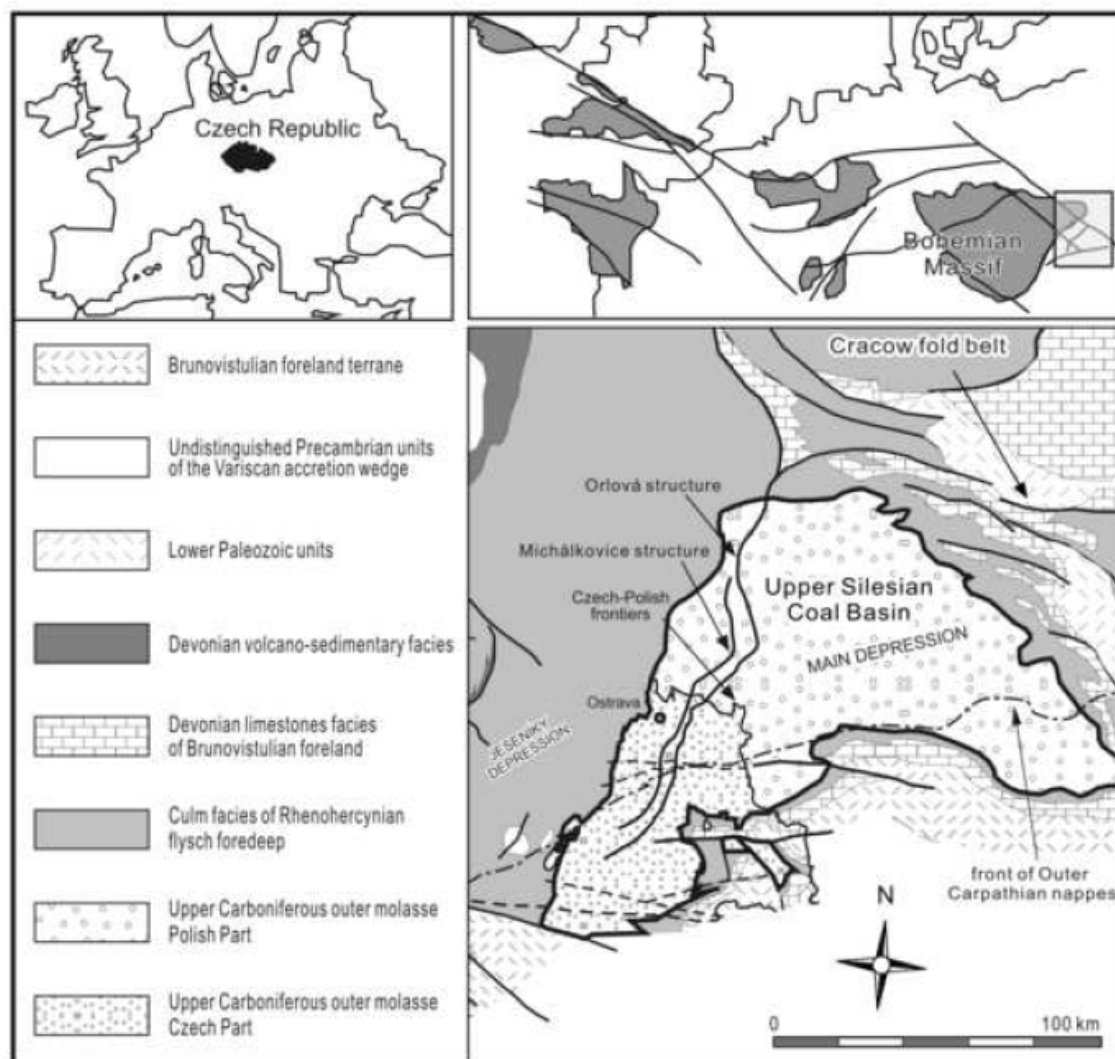 Czech Republic
Bohemian
Massif
Brunovistulian foreland terrane
Undistinguished Precambrian units
of the Variscan accretion wedge
Lower Paleozoic units
Devonian volcano-sedimentary facies
Devonian limestones facies
of Brunovistulian foreland
Culm facies of Rhenohercynian
flysch foredeep
Upper Carboniferous outer molasse
Polish Part
Upper Carboniferous outer molasse
Czech Part
Cracow fold belt
Orlová structure
Michálkovice structure
Czech-Polish
frontiers
Upper Silesian
Coal Basin
MAIN DEPRESSION
Ostrava
JESENÍKY
DEPRESSION
front of Outer
Carpathian nappes
N
0 100 km